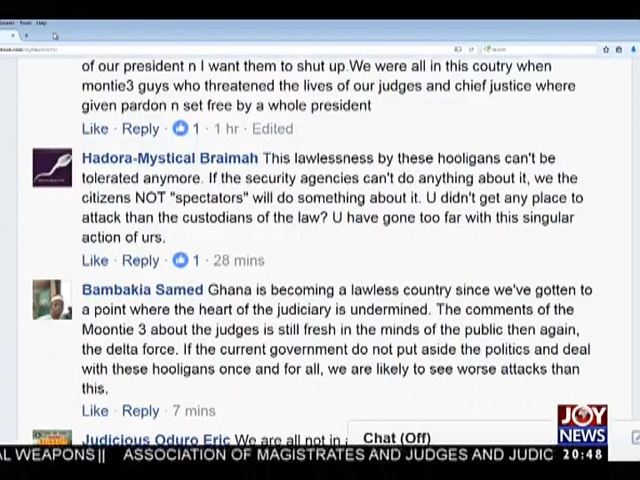 Help
of our president n I want them to shut up.We were all in this coutry when
montie3 guys who threatened the lives of our judges and chief justice where
given pardon n set free by a whole president
Like · Reply · 1 · 1 hr · Edited
Hadora-Mystical Braimah This lawlessness by these hooligans can't be
tolerated anymore. If the security agencies can't do anything about it, we the
citizens NOT "spectators" will do something about it. U didn't get any place to
attack than the custodians of the law? U have gone too far with this singular
action of urs.
Like · Reply · 1 · 28 mins
Bambakia Samed Ghana is becoming a lawless country since we've gotten to
a point where the heart of the judiciary is undermined. The comments of the
Moontie 3 about the judges is still fresh in the minds of the public then again,
the delta force. If the current government do not put aside the politics and deal
with these hooligans once and for all, we are likely to see worse attacks than
this.
Like · Reply · 7 mins
Judicious Oduro Eric We are all not in
Chat (Off)
JOY
NEWS
AL WEAPONS || ASSOCIATION OF MAGISTRATES AND JUDGES AND JUDIC
20:48